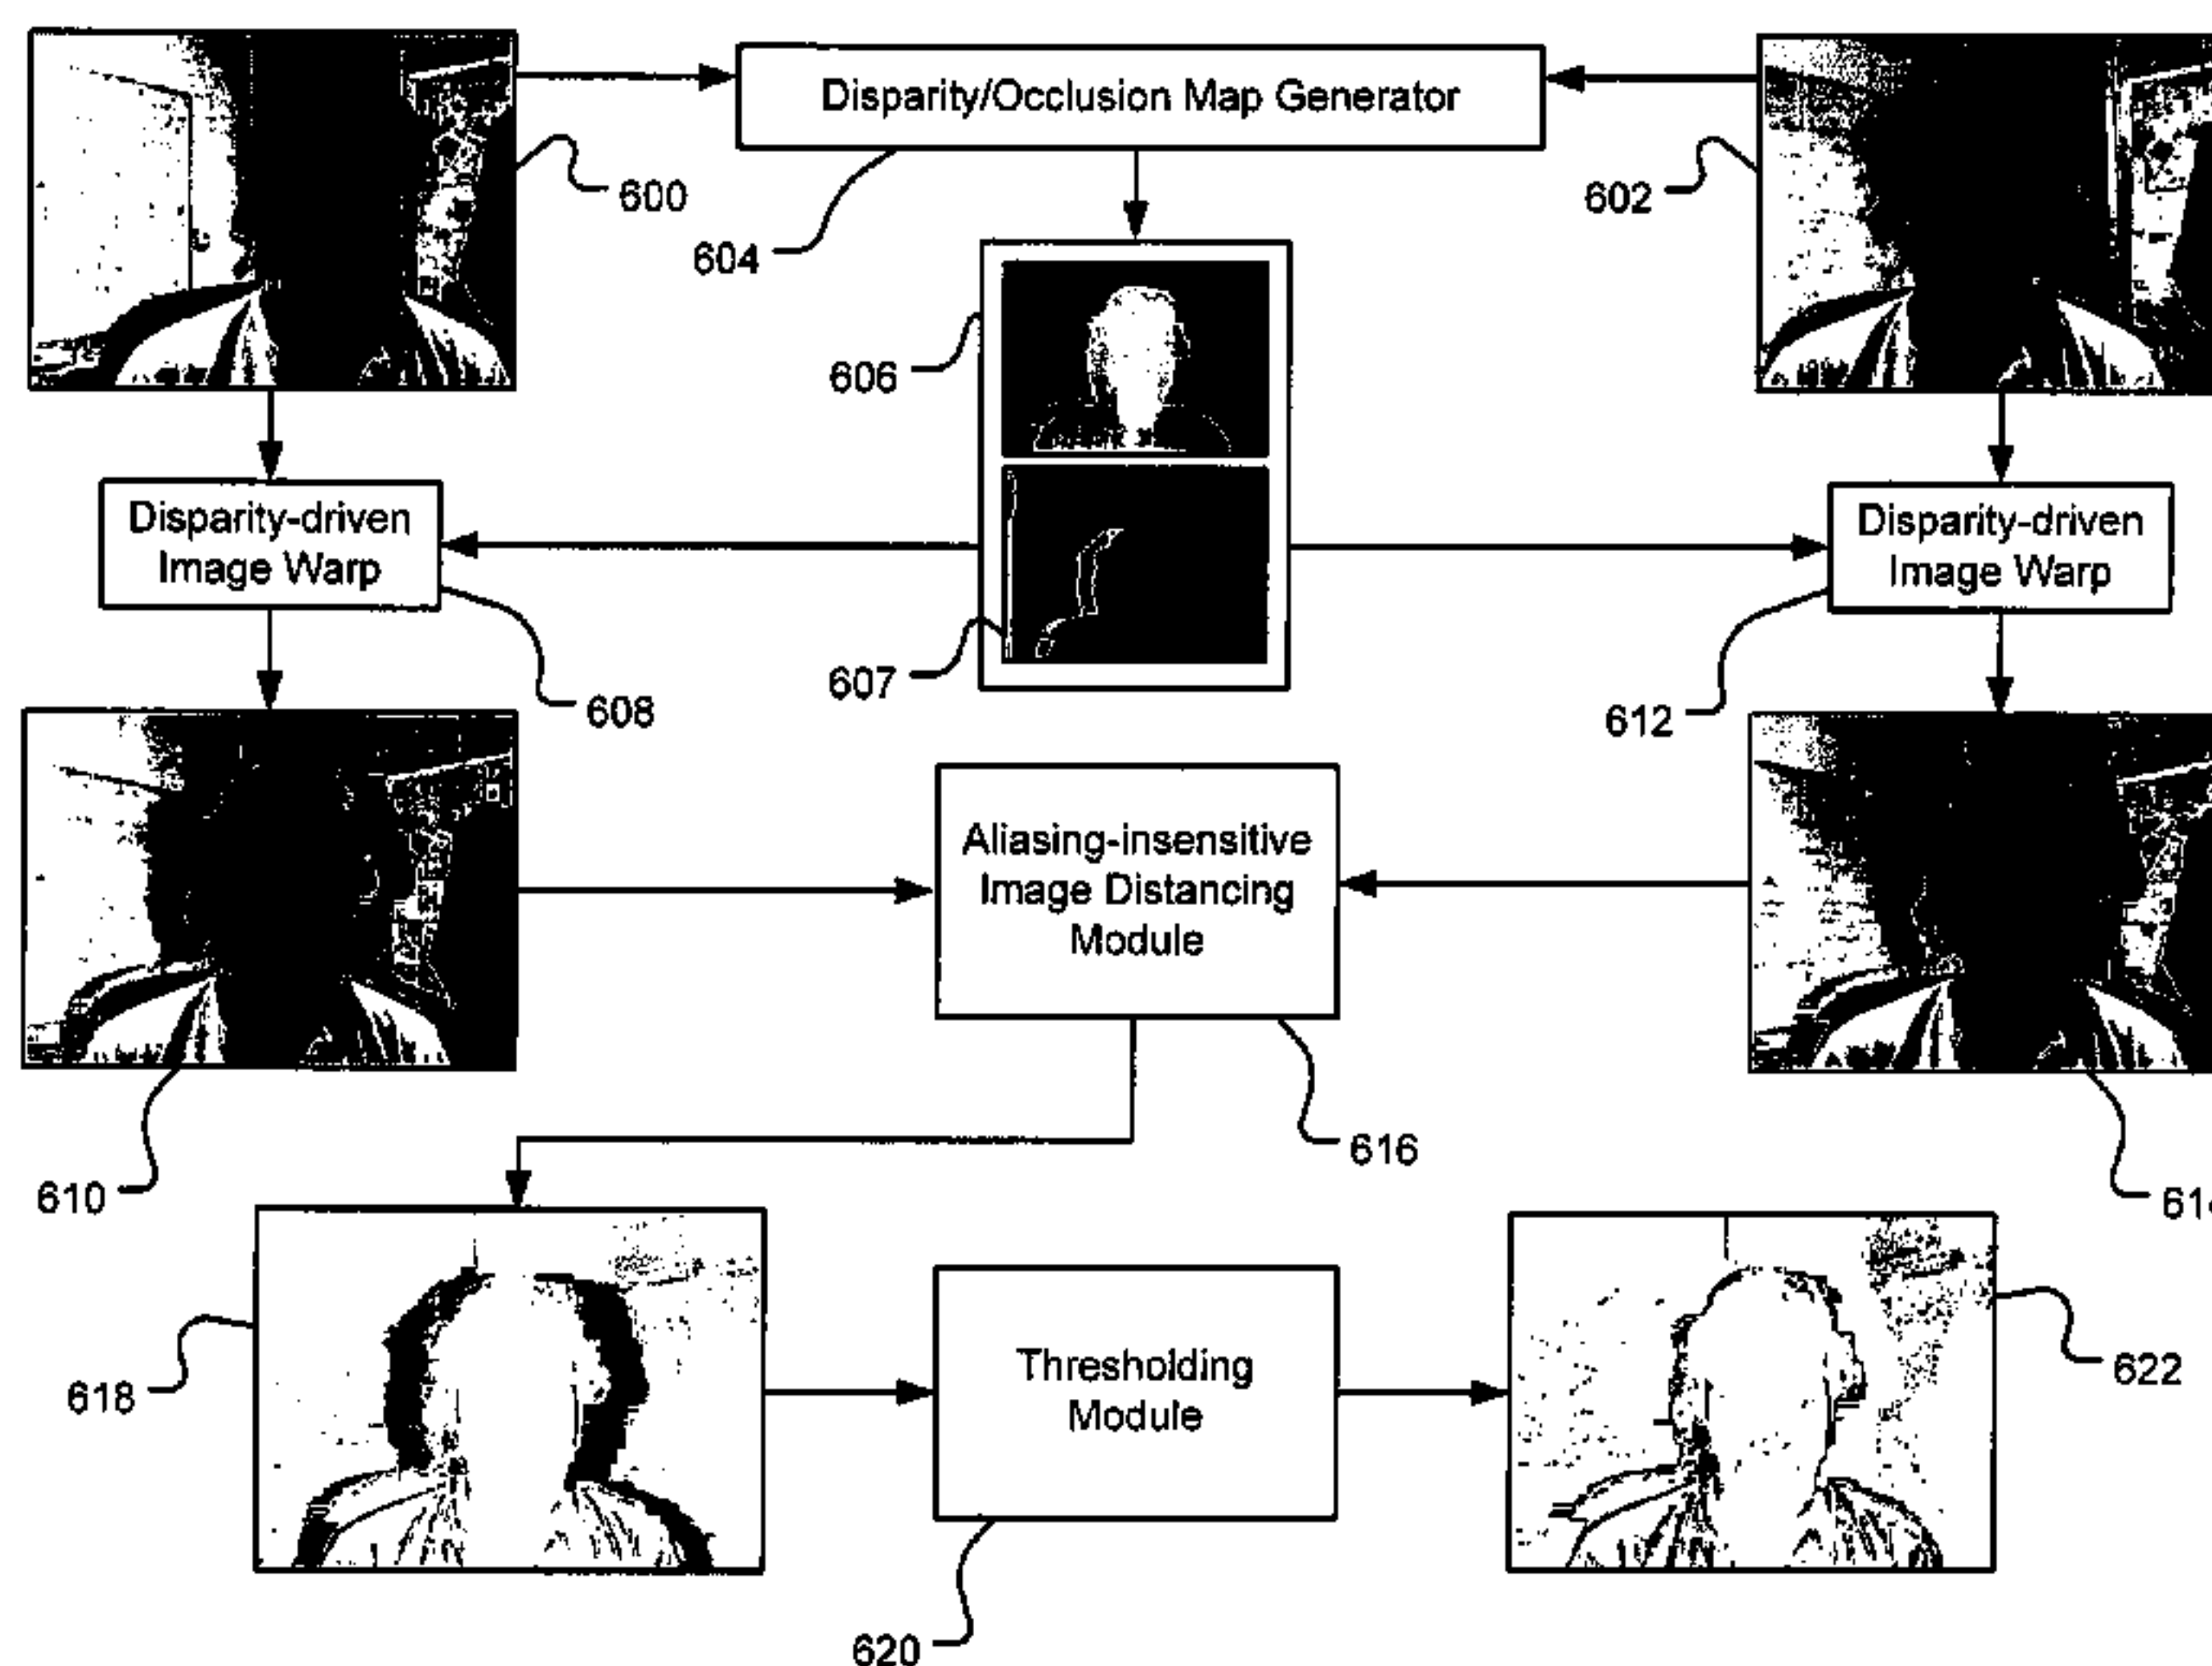 Disparity/Occlusion Map Generator
600
602
604
606
Disparity-driven
Image Warp
Disparity-driven
Image Warp
607
608
612
Aliasing-insensitive
Image Distancing
Module
616
610
618
Thresholding
Module
622
620